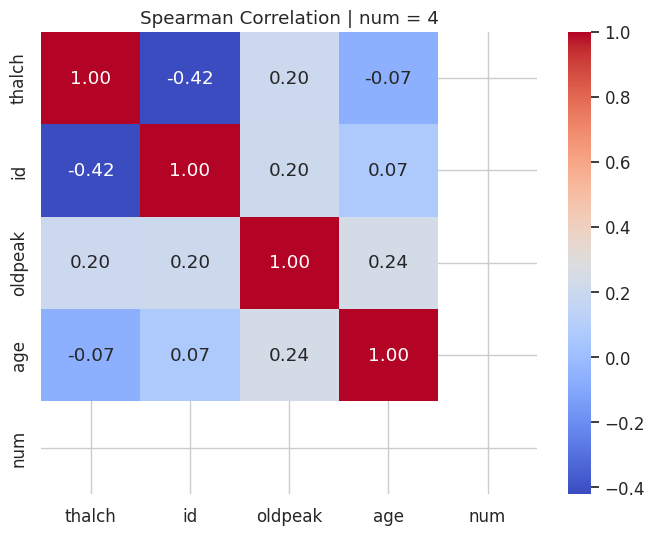 Spearman Correlation | num = 4
thalch 1.00 -0.42 0.20 -0.07
id -0.42 1.00 0.20 0.07
oldpeak 0.20 0.20 1.00 0.24
age -0.07 0.07 0.24 1.00
num
thalch id oldpeak age num
1.0
0.8
0.6
0.4
0.2
0.0
−0.2
−0.4